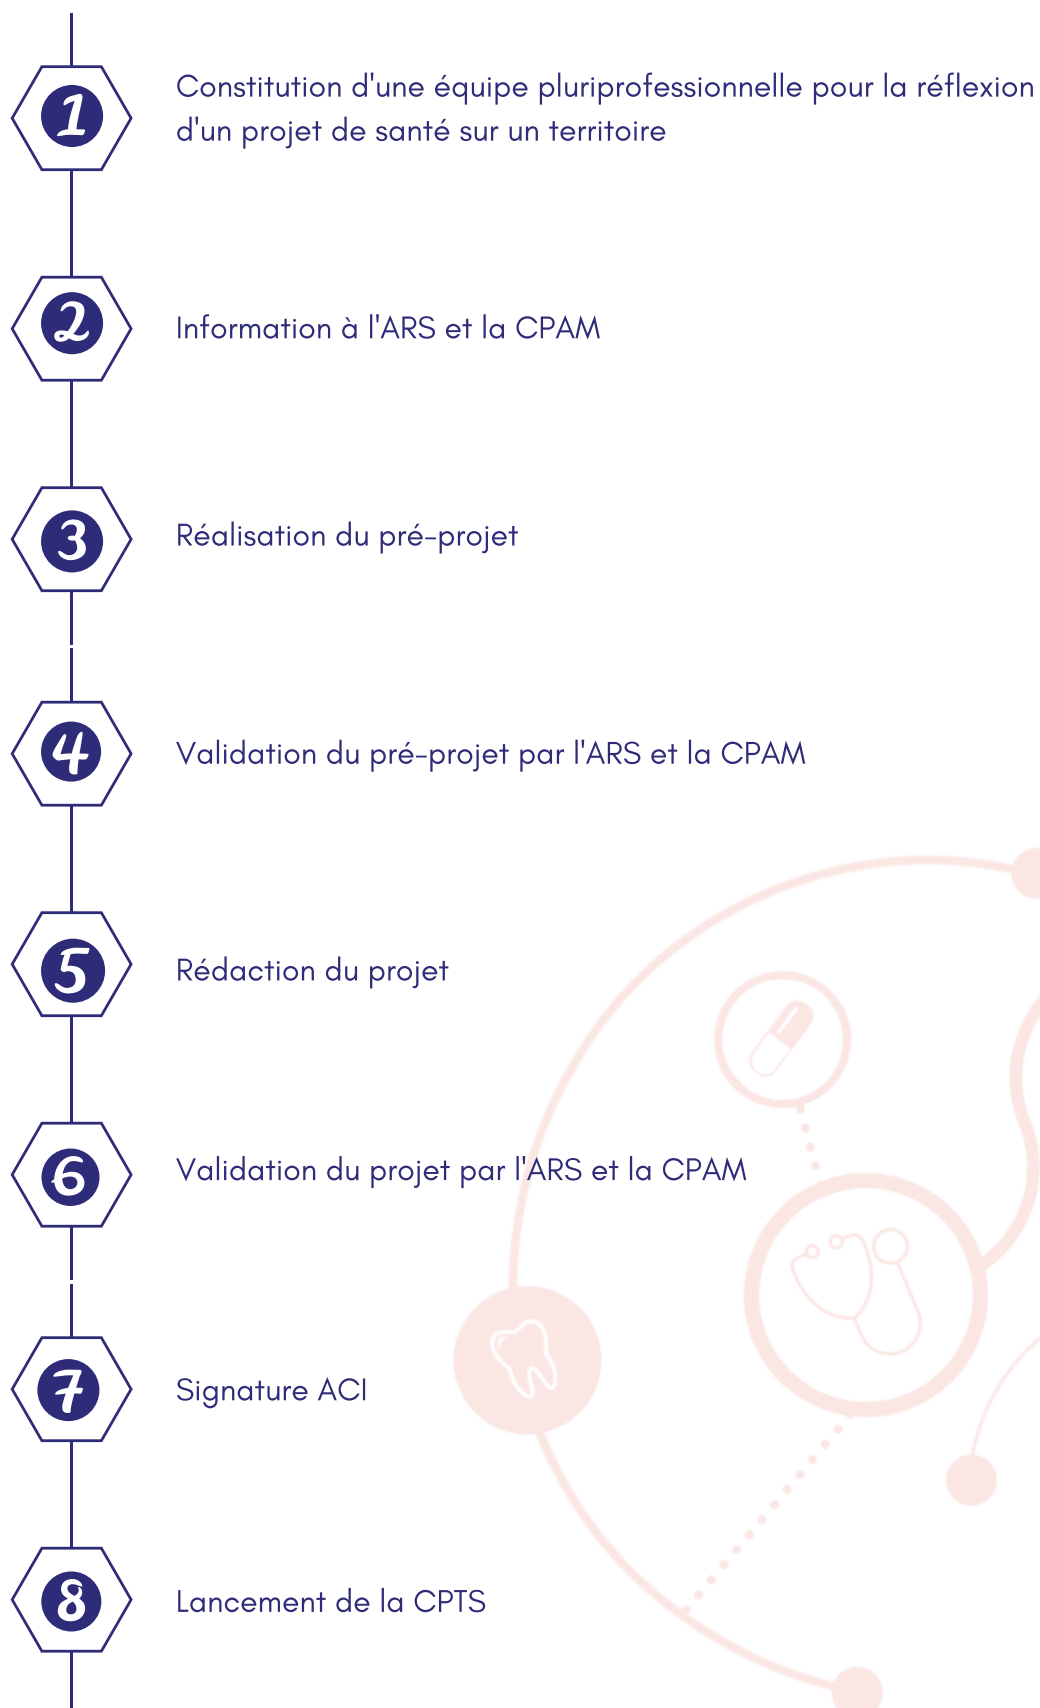 1
Constitution d'une équipe pluriprofessionnelle pour la réflexion
d'un projet de santé sur un territoire
2
Information à l'ARS et la CPAM
3
Réalisation du pré-projet
4
Validation du pré-projet par l'ARS et la CPAM
5
Rédaction du projet
6
Validation du projet par l'ARS et la CPAM
7
Signature ACI
8
Lancement de la CPTS